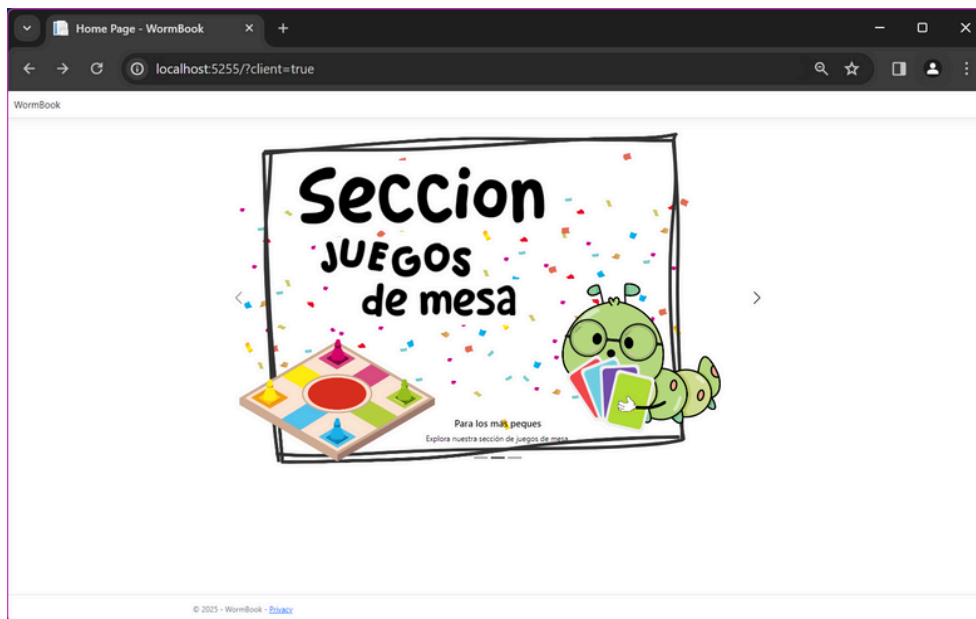 Home Page - WormBook
localhost:5255/?client=true
WormBook
Seccion
JUEGOS
de mesa
Para los mas peques
Explora nuestra sección de juegos de mesa
© 2025 - WormBook - Privacy